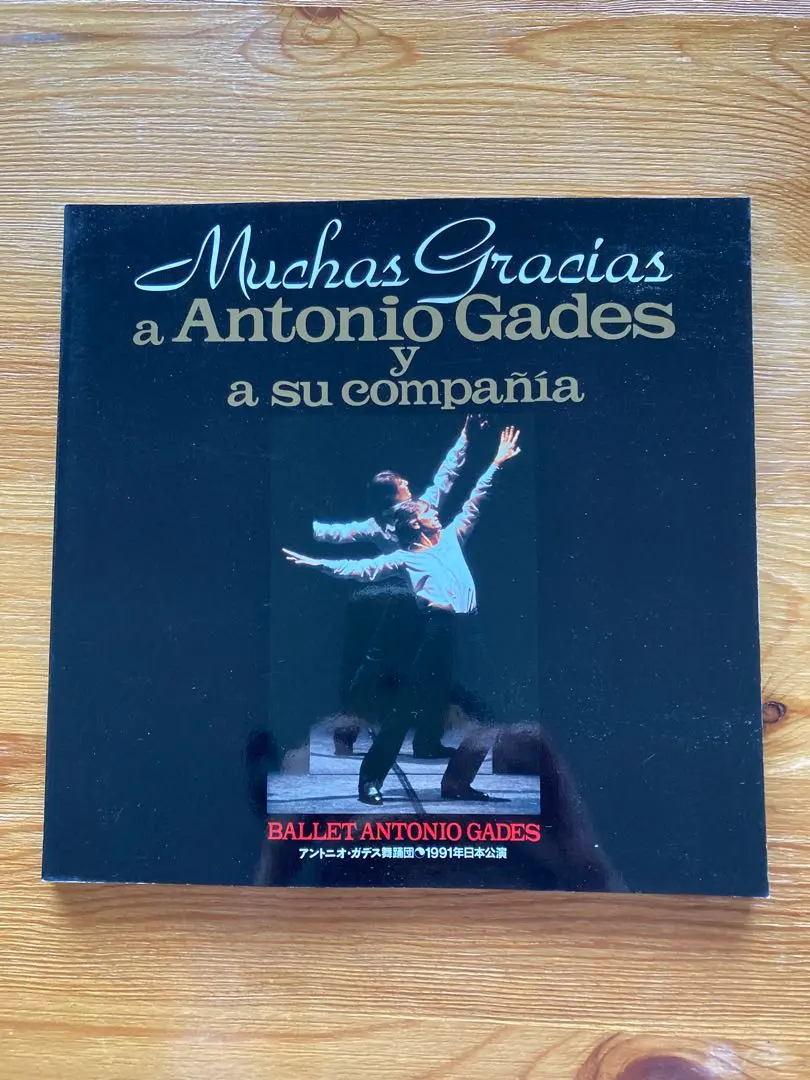 Muchas Gracias
a Antonio Gades
y
a su compañía
BALLET ANTONIO GADES
アントニオ・ガデス舞踊団 1991年日本公演